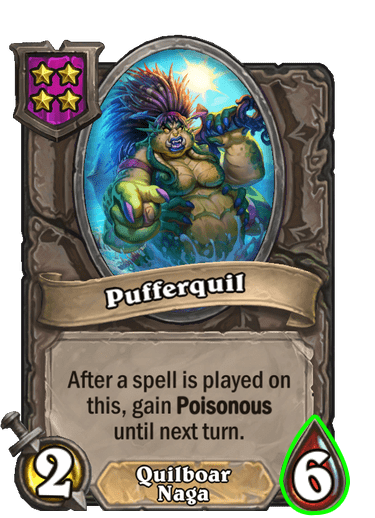 Pufferquil
After a spell is played on
this, gain Poisonous
until next turn.
2
Quilboar
Naga
6